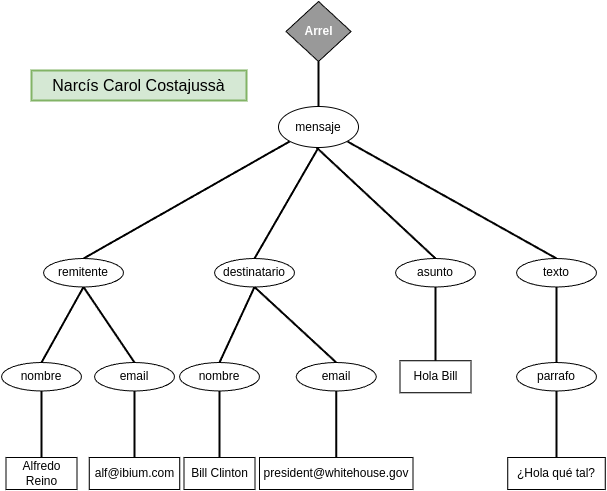 Arrel
Narcís Carol Costajussà
mensaje
remitente
destinatario
asunto
texto
nombre
email
nombre
email
Hola Bill
parrafo
Alfredo
Reino
alf@ibium.com
Bill Clinton
president@whitehouse.gov
¿Hola qué tal?